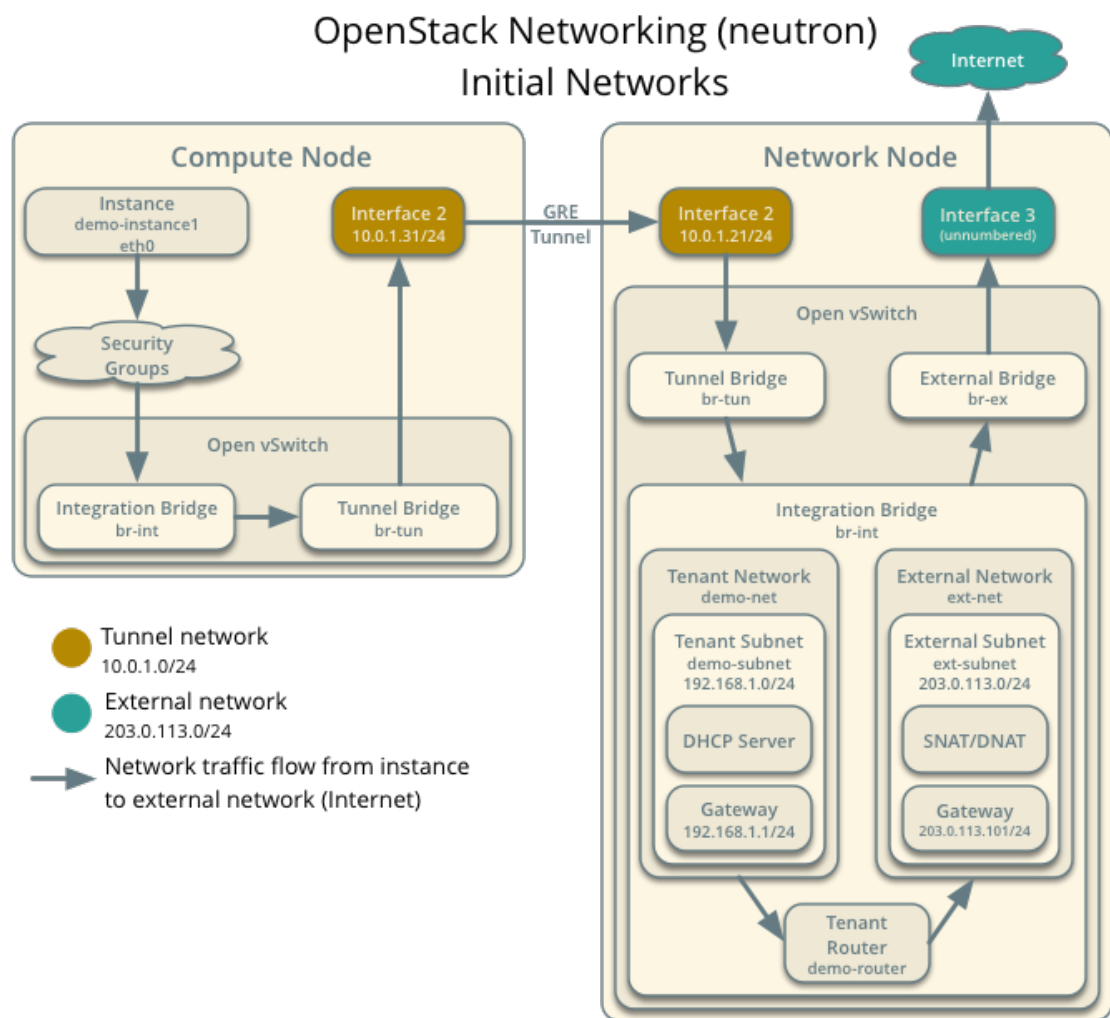 OpenStack Networking (neutron)
Initial Networks
Internet
Compute Node
Instance
demo-instance1
eth0
Interface 2
10.0.1.31/24
Security
Groups
Open vSwitch
Integration Bridge
br-int
Tunnel Bridge
br-tun
GRE
Tunnel
Network Node
Interface 2
10.0.1.21/24
Interface 3
(unnumbered)
Open vSwitch
Tunnel Bridge
br-tun
External Bridge
br-ex
Integration Bridge
br-int
Tenant Network
demo-net
Tenant Subnet
demo-subnet
192.168.1.0/24
DHCP Server
Gateway
192.168.1.1/24
External Network
ext-net
External Subnet
ext-subnet
203.0.113.0/24
SNAT/DNAT
Gateway
203.0.113.101/24
Tenant
Router
demo-router
Tunnel network
10.0.1.0/24
External network
203.0.113.0/24
Network traffic flow from instance
to external network (Internet)